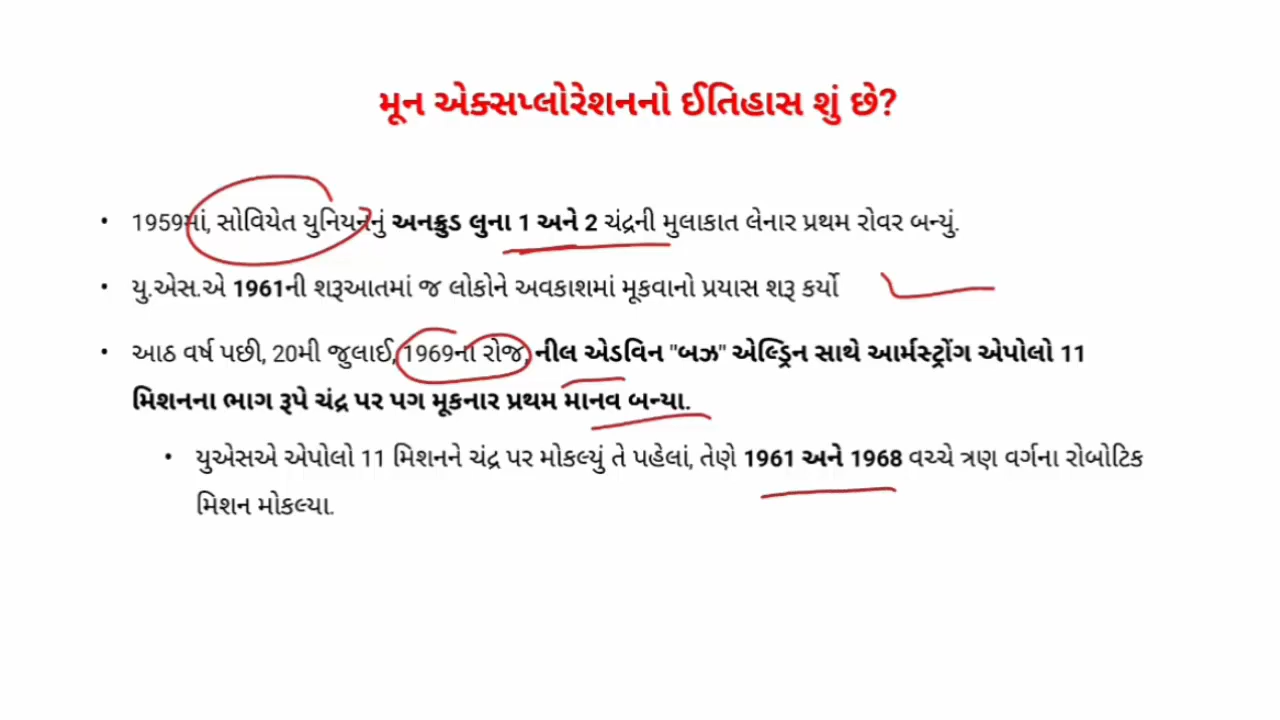 મૂન એક્સપ્લોરેશનનો ઈતિહાસ શું છે?
• 1959માં, સોવિયેત યુનિયનનું અનક્રુડ લુના 1 અને 2 ચંદ્રની મુલાકાત લેનાર પ્રથમ રોવર બન્યું.
• યુ.એસ.એ 1961ની શરૂઆતમાં જ લોકોને અવકાશમાં મૂકવાનો પ્રયાસ શરૂ કર્યો
• આઠ વર્ષ પછી, 20મી જુલાઈ, 1969ના રોજ, નીલ એડવિન "બઝ" એલ્ડ્રિન સાથે આર્મસ્ટ્રોંગ એપોલો 11
મિશનના ભાગ રૂપે ચંદ્ર પર પગ મૂકનાર પ્રથમ માનવ બન્યા.
• યુએસએ એપોલો 11 મિશનને ચંદ્ર પર મોકલ્યું તે પહેલાં, તેણે 1961 અને 1968 વચ્ચે ત્રણ વર્ગના રોબોટિક
મિશન મોકલ્યા.